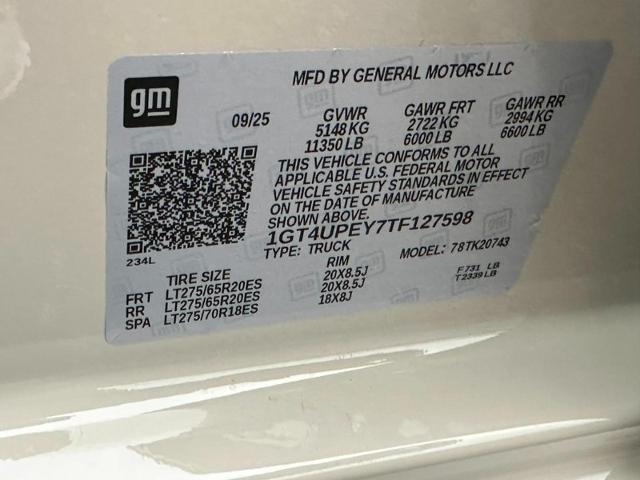 gm
MFD BY GENERAL MOTORS LLC
09/25 GVWR GAWR FRT GAWR RR
5148 KG 2722 KG 2994 KG
11350 LB 6000 LB 6600 LB
THIS VEHICLE CONFORMS TO ALL
APPLICABLE U.S. FEDERAL MOTOR
VEHICLE SAFETY STANDARDS IN EFFECT
ON THE DATE OF MANUFACTURE
SHOWN ABOVE.
1GT4UPEY7TF127598
234L
TYPE: TRUCK MODEL: 78TK20743
TIRE SIZE RIM
FRT LT275/65R20ES 20X8.5J F731 LB
RR LT275/65R20ES 20X8.5J T2339LB
SPA LT275/70R18ES 18X8J